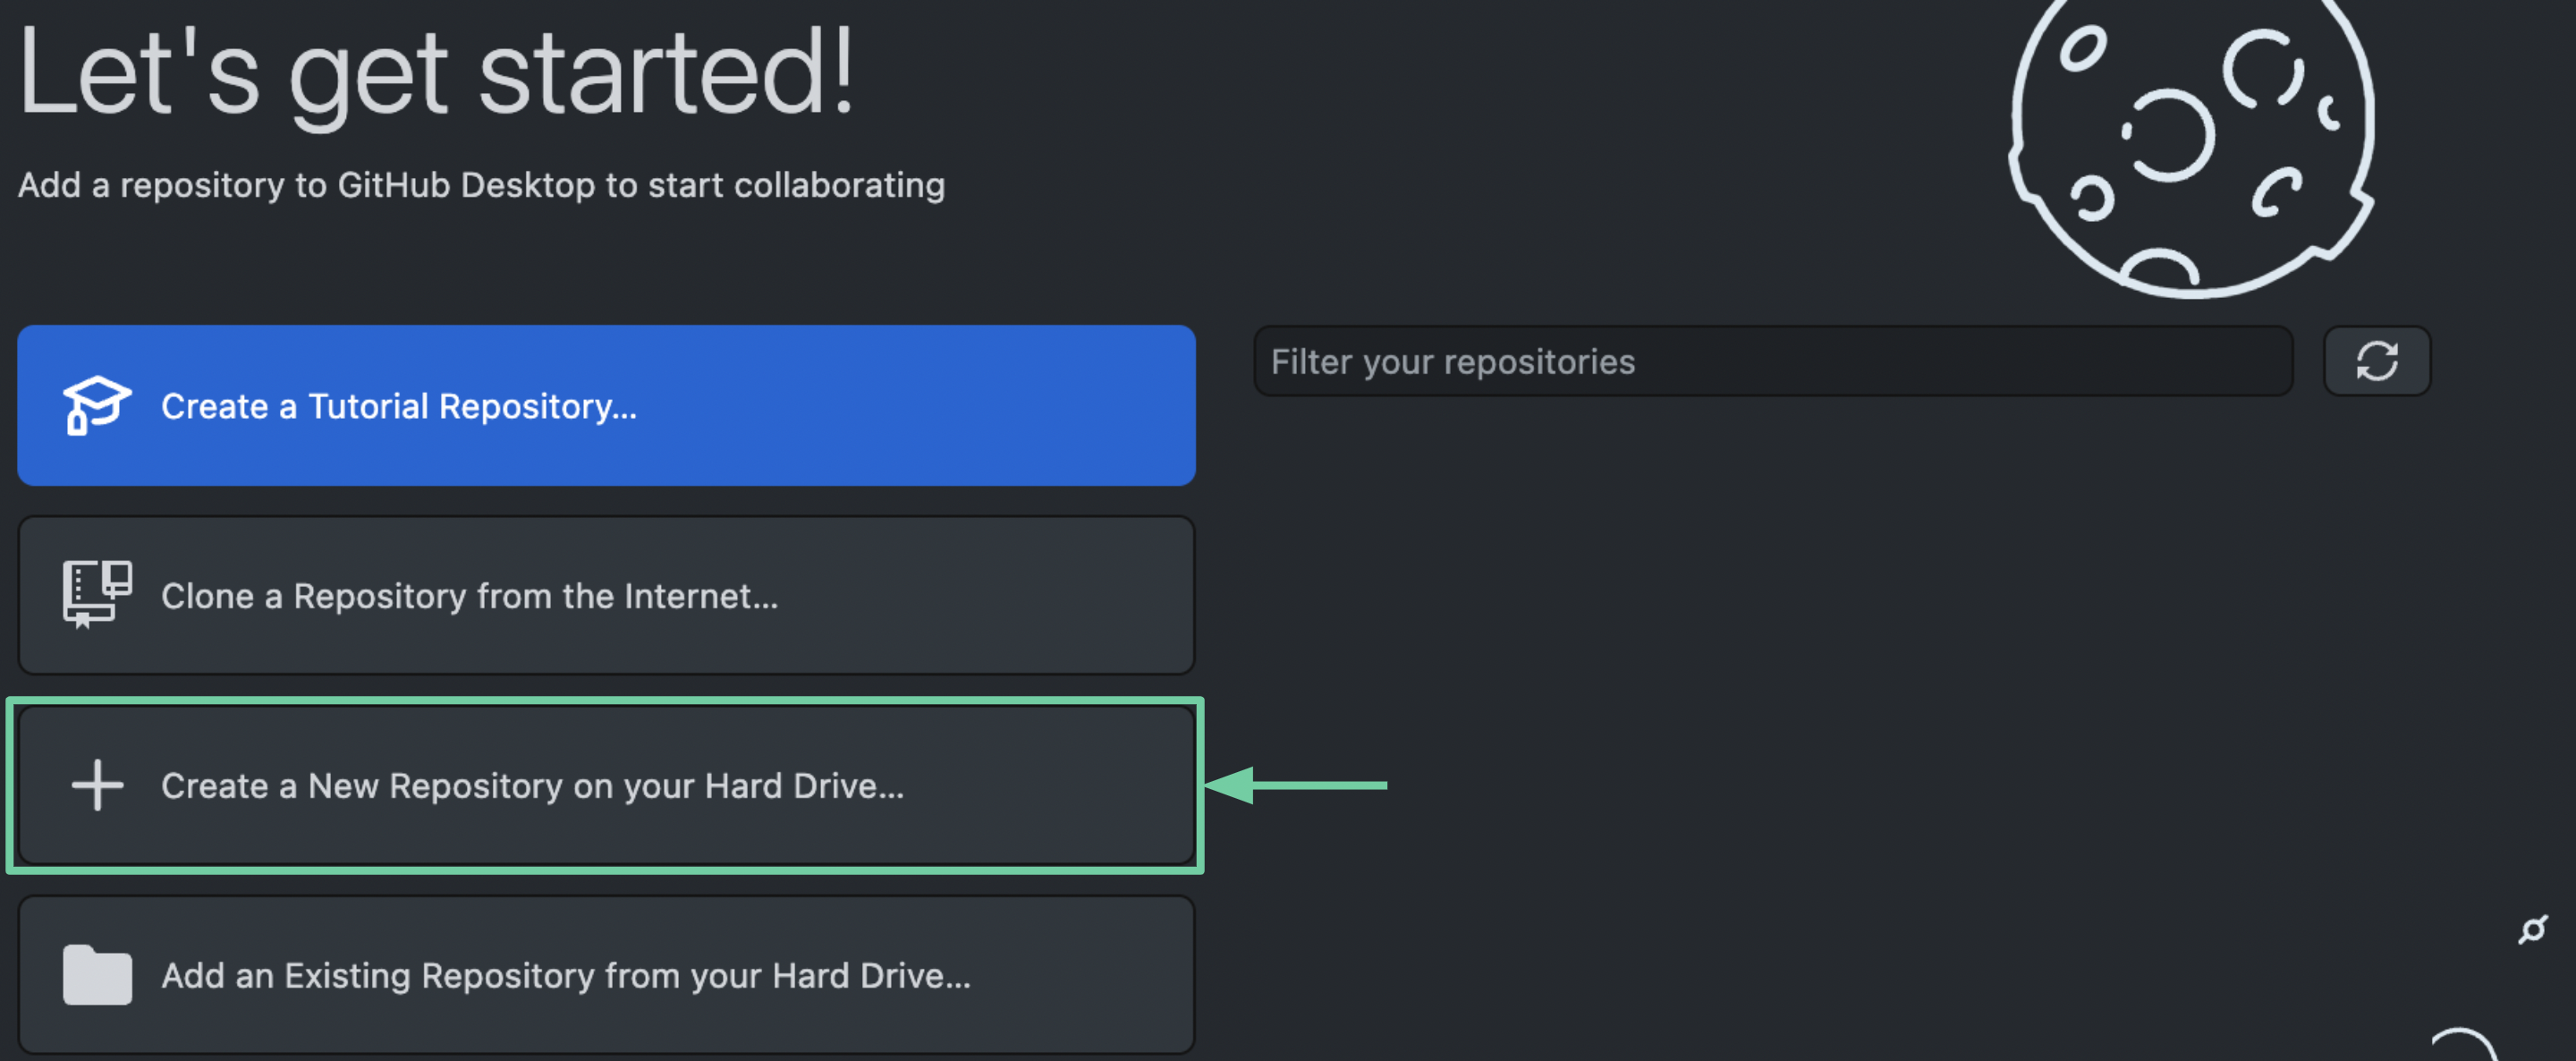 Let's get started!
Add a repository to GitHub Desktop to start collaborating
Create a Tutorial Repository...
Filter your repositories
Clone a Repository from the Internet...
Create a New Repository on your Hard Drive...
Add an Existing Repository from your Hard Drive...